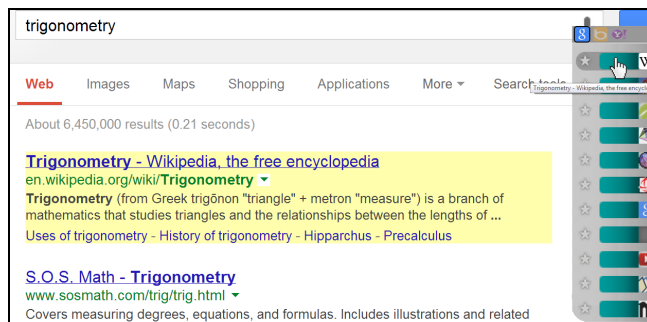 trigonometry
Web Images Maps Shopping Applications More Search tools
Trigonometry - Wikipedia, the free encycl
About 6,450,000 results (0.21 seconds)
Trigonometry - Wikipedia, the free encyclopedia
en.wikipedia.org/wiki/Trigonometry
Trigonometry (from Greek trigōnon "triangle" + metron "measure") is a branch of
mathematics that studies triangles and the relationships between the lengths of ...
Uses of trigonometry - History of trigonometry - Hipparchus - Precalculus
S.O.S. Math - Trigonometry
www.sosmath.com/trig/trig.html
Covers measuring degrees, equations, and formulas. Includes illustrations and related